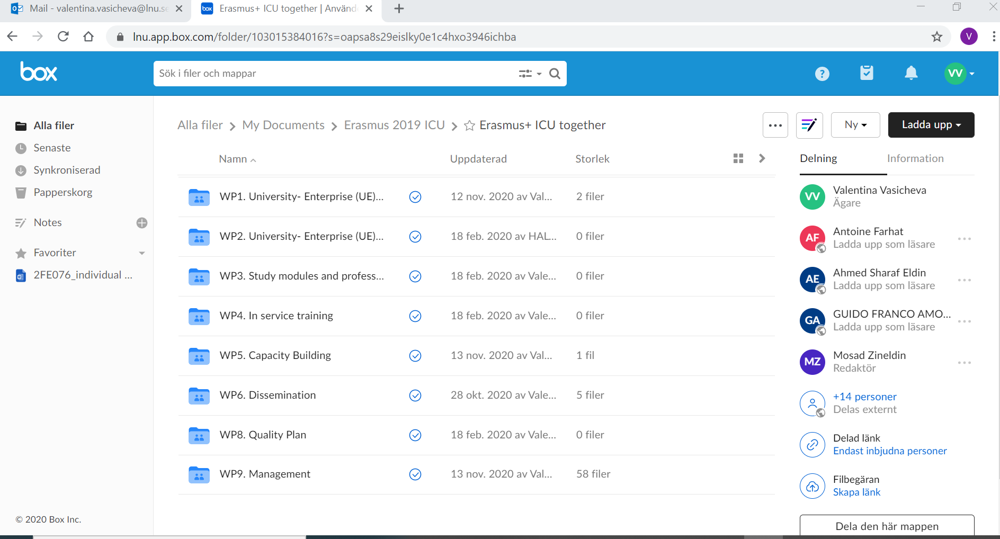 Mail - valentina.vasicheva@lnu.se
Erasmus+ ICU together | Använd
lnu.app.box.com/folder/103015384016?s=oapsa8s29eislky0e1c4hxo3946ichba
V
box
Sök i filer och mappar
?
VV
Alla filer
Senaste
Synkroniserad
Papperskorg
Notes
Favoriter
2FE076_individual ...
© 2020 Box Inc.
Alla filer > My Documents > Erasmus 2019 ICU > Erasmus+ ICU together
Ny
Ladda upp
Namn Uppdaterad Storlek
WP1. University- Enterprise (UE)... 12 nov. 2020 av Val... 2 filer
WP2. University- Enterprise (UE)... 18 feb. 2020 av HAL... 0 filer
WP3. Study modules and profess... 18 feb. 2020 av Vale... 0 filer
WP4. In service training 18 feb. 2020 av Vale... 0 filer
WP5. Capacity Building 13 nov. 2020 av Val... 1 fil
WP6. Dissemination 28 okt. 2020 av Vale... 5 filer
WP8. Quality Plan 18 feb. 2020 av Vale... 0 filer
WP9. Management 13 nov. 2020 av Val... 58 filer
Delning Information
VV Valentina Vasicheva
Ägare
AF Antoine Farhat
Ladda upp som läsare
AE Ahmed Sharaf Eldin
Ladda upp som läsare
GA GUIDO FRANCO AMO...
Ladda upp som läsare
MZ Mosad Zineldin
Redaktör
+14 personer
Delas externt
Delad länk
Endast inbjudna personer
Filbegäran
Skapa länk
Dela den här mappen